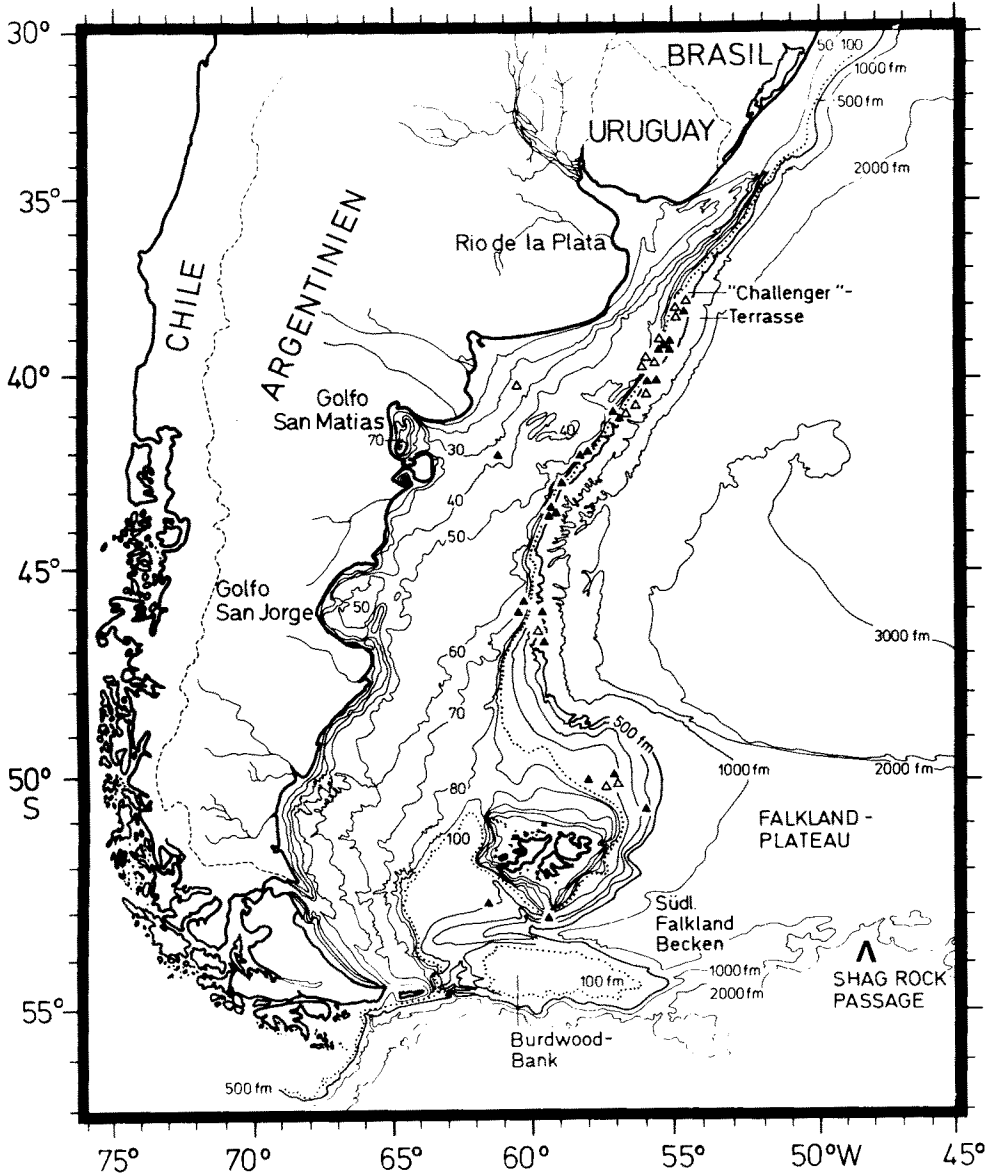 30°
BRASIL
50 100
1000 fm
500 fm
URUGUAY
2000 fm
35°
ARGENTINIEN
Rio de la Plata
CHILE
"Challenger"-
Terrasse
40°
Golfo
San Matias
70
30
40
40
50
45°
Golfo
San Jorge
50
60
3000 fm
70
500 fm
1000 fm
2000 fm
50°
S
80
FALKLAND-
PLATEAU
100
Südl.
Falkland
Becken
1000 fm
2000 fm
SHAG ROCK
PASSAGE
100 fm
55°
Burdwood-
Bank
500 fm
75°
70°
65°
60°
55°
50°W
45°